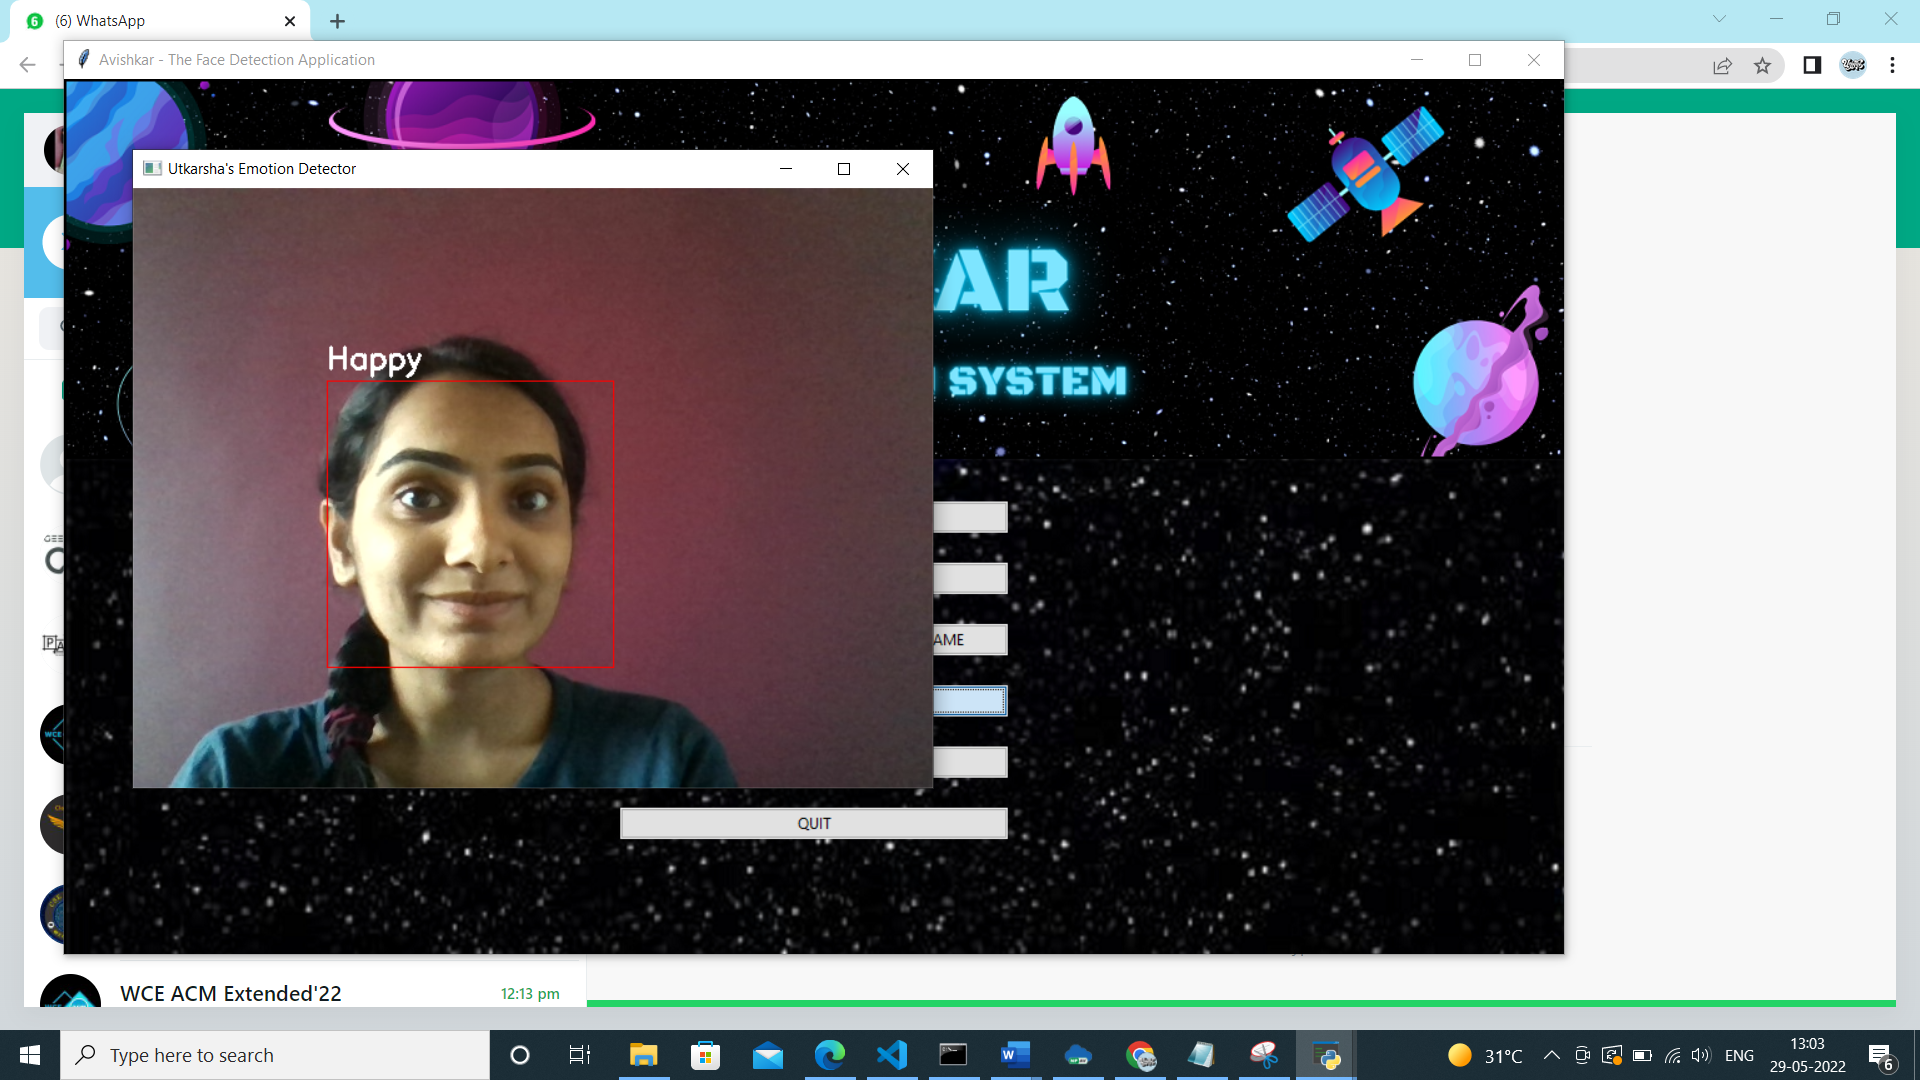 (6) WhatsApp
Avishkar - The Face Detection Application
Utkarsha's Emotion Detector
AR
SYSTEM
Happy
AME
QUIT
WCE ACM Extended'22
12:13 pm
Type here to search
31°C
ENG
13:03
29-05-2022
6